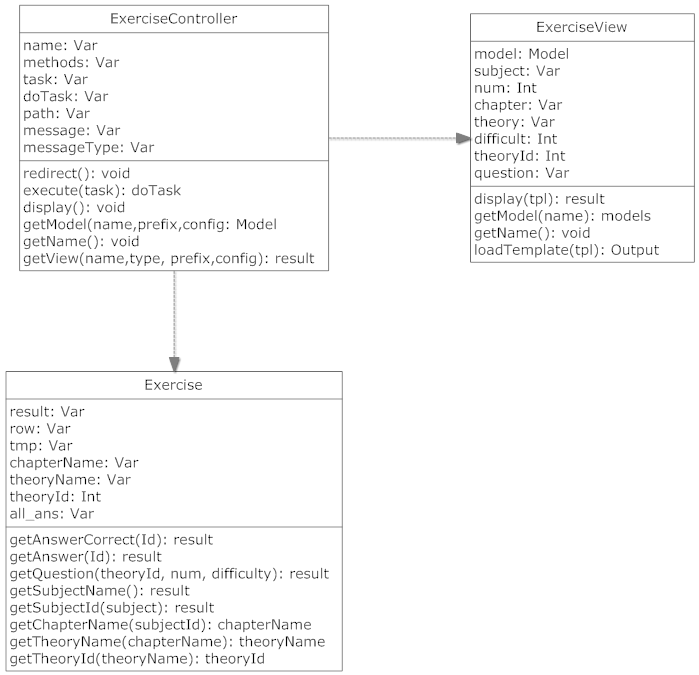 ExerciseController
name: Var
methods: Var
task: Var
doTask: Var
path: Var
message: Var
messageType: Var
redirect(): void
execute(task): doTask
display(): void
getModel(name,prefix,config: Model
getName(): void
getView(name,type, prefix,config): result
ExerciseView
model: Model
subject: Var
num: Int
chapter: Var
theory: Var
difficult: Int
theoryId: Int
question: Var
display(tpl): result
getModel(name): models
getName(): void
loadTemplate(tpl): Output
Exercise
result: Var
row: Var
tmp: Var
chapterName: Var
theoryName: Var
theoryId: Int
all_ans: Var
getAnswerCorrect(Id): result
getAnswer(Id): result
getQuestion(theoryId, num, difficulty): result
getSubjectName(): result
getSubjectId(subject): result
getChapterName(subjectId): chapterName
getTheoryName(chapterName): theoryName
getTheoryId(theoryName): theoryId